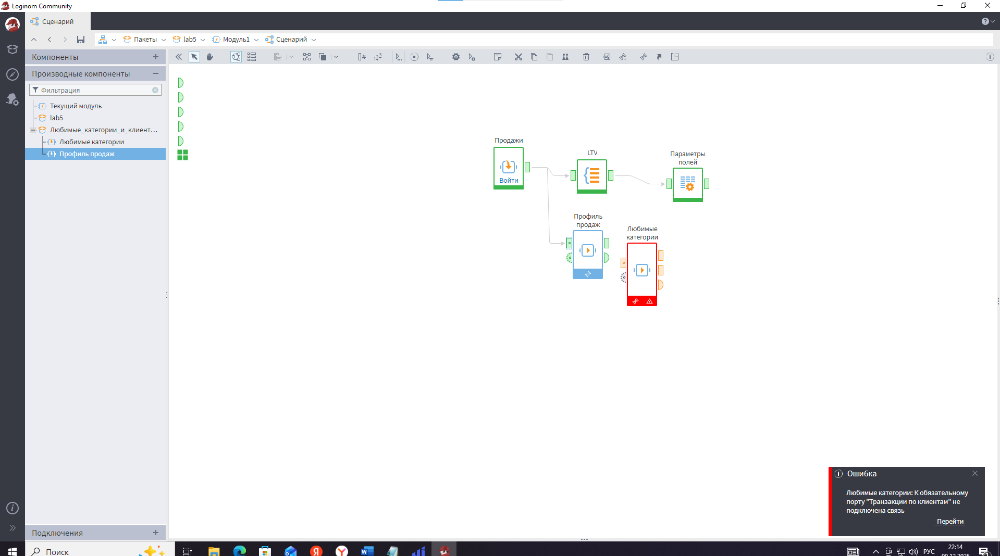 Loginom Community
Сценарий
Пакеты
lab5
Модуль1
Сценарий
Компоненты
Производные компоненты
Фильтрация
Текущий модуль
lab5
Любимые_категории_и_клиент...
Любимые категории
Профиль продаж
Продажи
Войти
LTV
Параметры
полей
Профиль
продаж
Любимые
категории
Ошибка
Любимые категории: К обязательному
порту "Транзакции по клиентам" не
подключена связь
Перейти
Подключения
Поиск
РУС
22:14